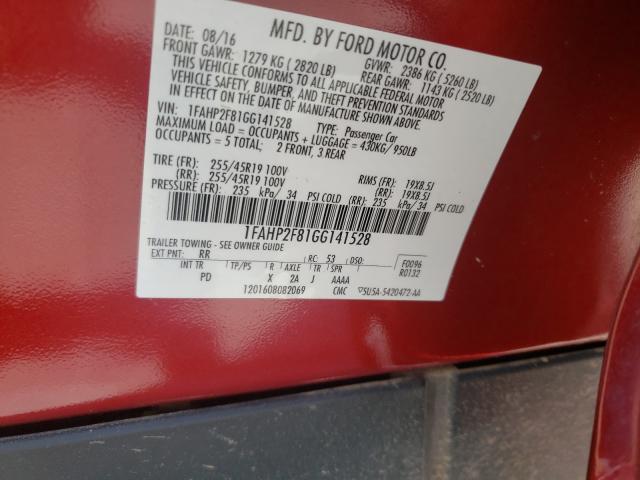 MFD. BY FORD MOTOR CO.
DATE: 08/16 GVWR: 2386 KG (5260 LB)
FRONT GAWR: 1279 KG (2820 LB) REAR GAWR: 1143 KG (2520 LB)
THIS VEHICLE CONFORMS TO ALL APPLICABLE FEDERAL MOTOR
VEHICLE SAFETY, BUMPER, AND THEFT PREVENTION STANDARDS
IN EFFECT ON THE DATE OF MANUFACTURE SHOWN ABOVE.
VIN: 1FAHP2F81GG141528 TYPE: Passenger Car
MAXIMUM LOAD = OCCUPANTS + LUGGAGE = 430KG/950LB
OCCUPANTS = 5 TOTAL; 2 FRONT, 3 REAR
TIRE (FR): 255/45R19 100V RIMS (FR): 19X8.5J
(RR): 255/45R19 100V (RR): 19X8.5J
PRESSURE (FR): 235 kPa/ 34 PSI COLD (RR): 235 kPa/ 34 PSI COLD
1FAHP2F81GG141528
TRAILER TOWING - SEE OWNER GUIDE
EXT PNT: RR RC: 53 DSO: F0096
R0132
INT TR TP/PS R AXLE TR SPR
PD X 2A J AAAA
1201608082069 CMC ▽5U5A-5420472-AA